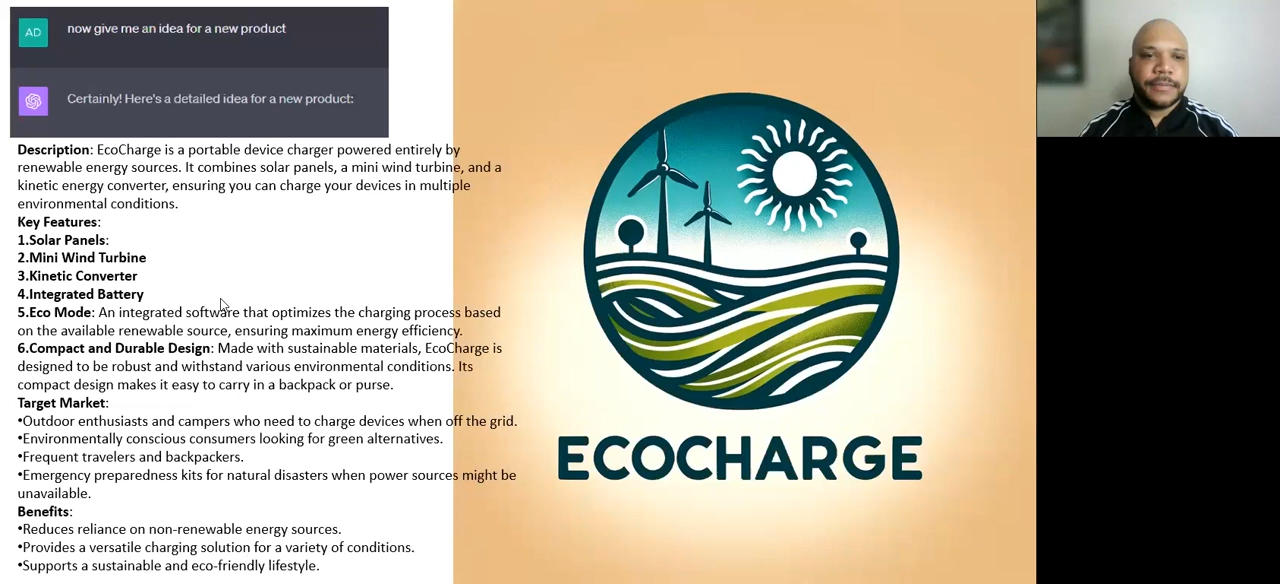 AD
now give me an idea for a new product
Certainly! Here's a detailed idea for a new product:
Description: EcoCharge is a portable device charger powered entirely by
renewable energy sources. It combines solar panels, a mini wind turbine, and a
kinetic energy converter, ensuring you can charge your devices in multiple
environmental conditions.
Key Features:
1.Solar Panels:
2.Mini Wind Turbine
3.Kinetic Converter
4.Integrated Battery
5.Eco Mode: An integrated software that optimizes the charging process based
on the available renewable source, ensuring maximum energy efficiency.
6.Compact and Durable Design: Made with sustainable materials, EcoCharge is
designed to be robust and withstand various environmental conditions. Its
compact design makes it easy to carry in a backpack or purse.
Target Market:
•Outdoor enthusiasts and campers who need to charge devices when off the grid.
•Environmentally conscious consumers looking for green alternatives.
•Frequent travelers and backpackers.
•Emergency preparedness kits for natural disasters when power sources might be
unavailable.
Benefits:
•Reduces reliance on non-renewable energy sources.
•Provides a versatile charging solution for a variety of conditions.
•Supports a sustainable and eco-friendly lifestyle.
ECOCHARGE